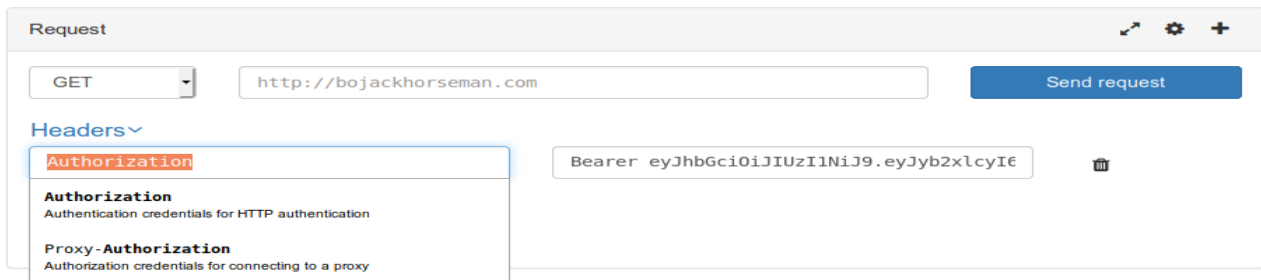 Request
GET http://bojackhorseman.com Send request
Headers
Authorization Bearer eyJhbGciOiJIUzI1NiJ9.eyJyb2xlcyI6
Authorization
Authentication credentials for HTTP authentication
Proxy-Authorization
Authorization credentials for connecting to a proxy